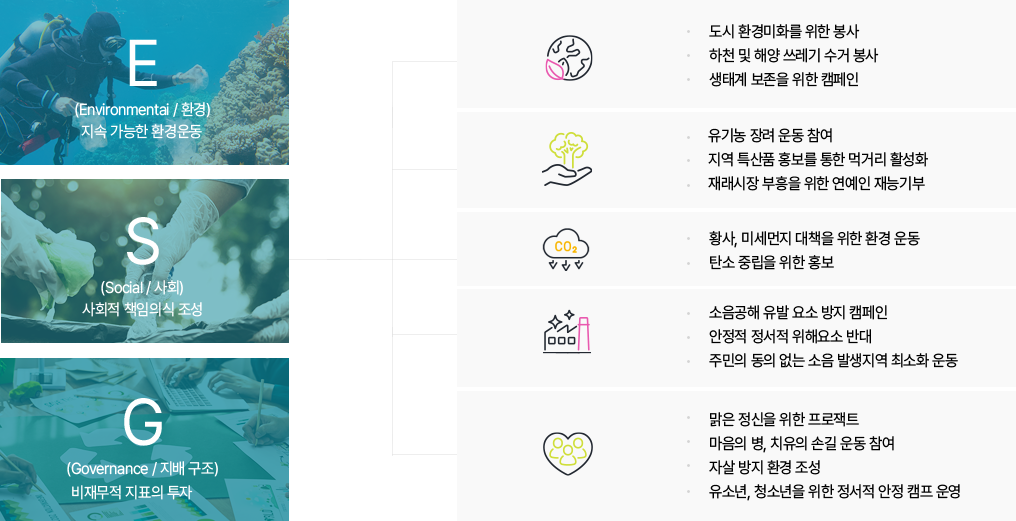 E
(Environmentai / 환경)
지속 가능한 환경운동
S
(Social / 사회)
사회적 책임의식 조성
G
(Governance / 지배 구조)
비재무적 지표의 투자
도시 환경미화를 위한 봉사
하천 및 해양 쓰레기 수거 봉사
생태계 보존을 위한 캠페인
유기농 장려 운동 참여
지역 특산품 홍보를 통한 먹거리 활성화
재래시장 부흥을 위한 연예인 재능기부
CO₂
황사, 미세먼지 대책을 위한 환경 운동
탄소 중립을 위한 홍보
소음공해 유발 요소 방지 캠페인
안정적 정서적 위해요소 반대
주민의 동의 없는 소음 발생지역 최소화 운동
맑은 정신을 위한 프로잭트
마음의 병, 치유의 손길 운동 참여
자살 방지 환경 조성
유소년, 청소년을 위한 정서적 안정 캠프 운영